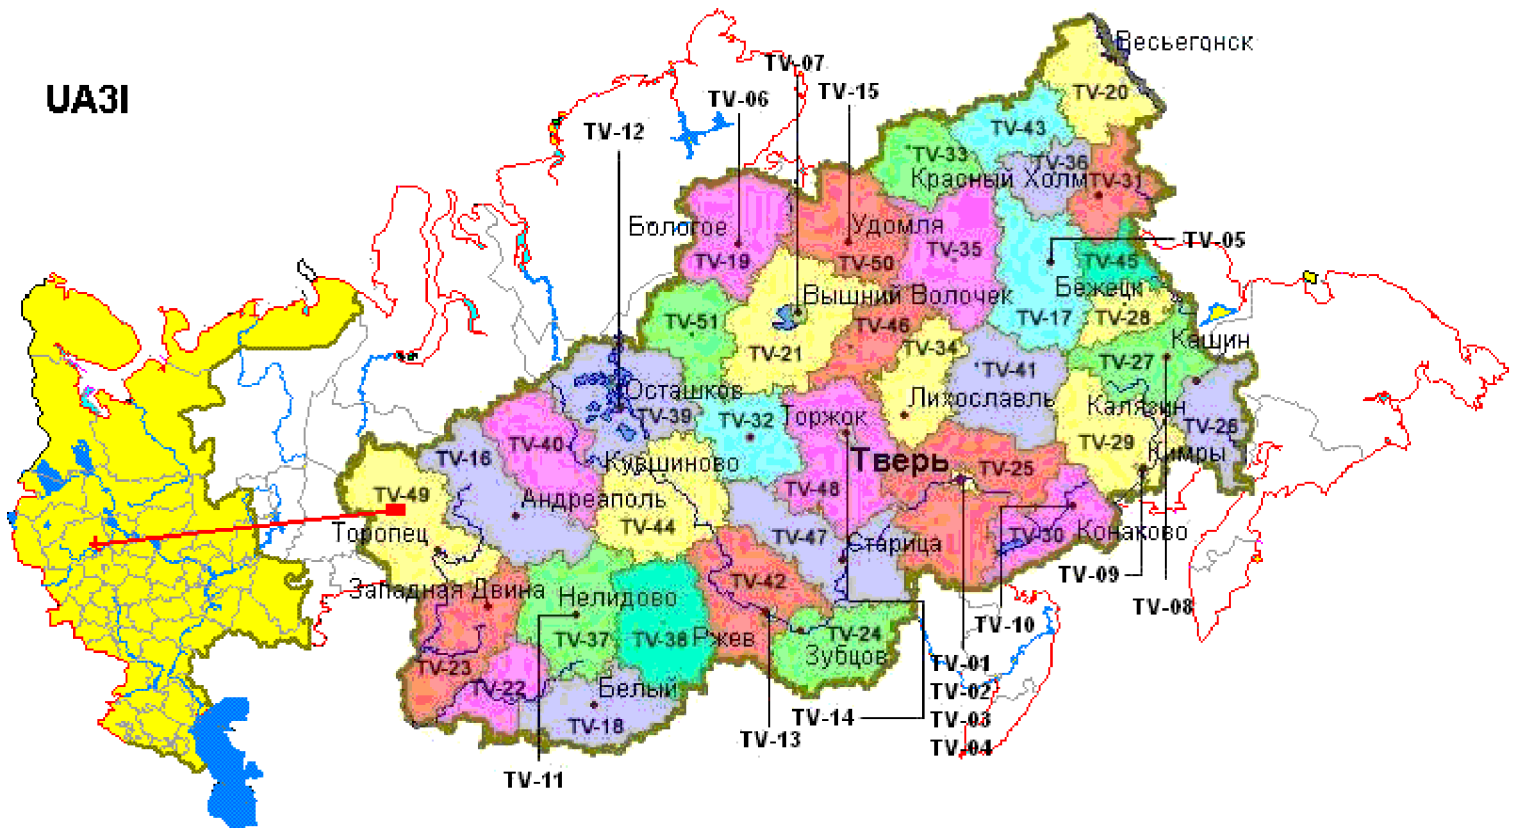 Весьегонск
TV-07
TV-20
TV-15
UA3I
TV-06
TV-12
TV-43
TV-33
TV-36
Красный Холм
TV-31
Бологое
Удомля
TV-05
TV-35
TV-19
TV-50
TV-45
Бежецк
Вышний Волочек
TV-51
TV-46
TV-17
TV-28
Кашин
TV-21
TV-34
TV-27
TV-41
Осташков
Лихославль
Калязин
TV-39
TV-32
Торжок
TV-26
TV-40
TV-29
TV-16
Кувшиново
Тверь
Кимры
TV-25
TV-49
Андреаполь
TV-48
Торопец
TV-44
TV-47
Старица
TV-30
Конаково
TV-09
Западная Двина
TV-42
Нелидово
TV-08
TV-10
TV-37
TV-38
Ржев
TV-24
Зубцов
TV-23
TV-01
TV-22
Белый
TV-02
TV-14
TV-03
TV-18
TV-13
TV-04
TV-11